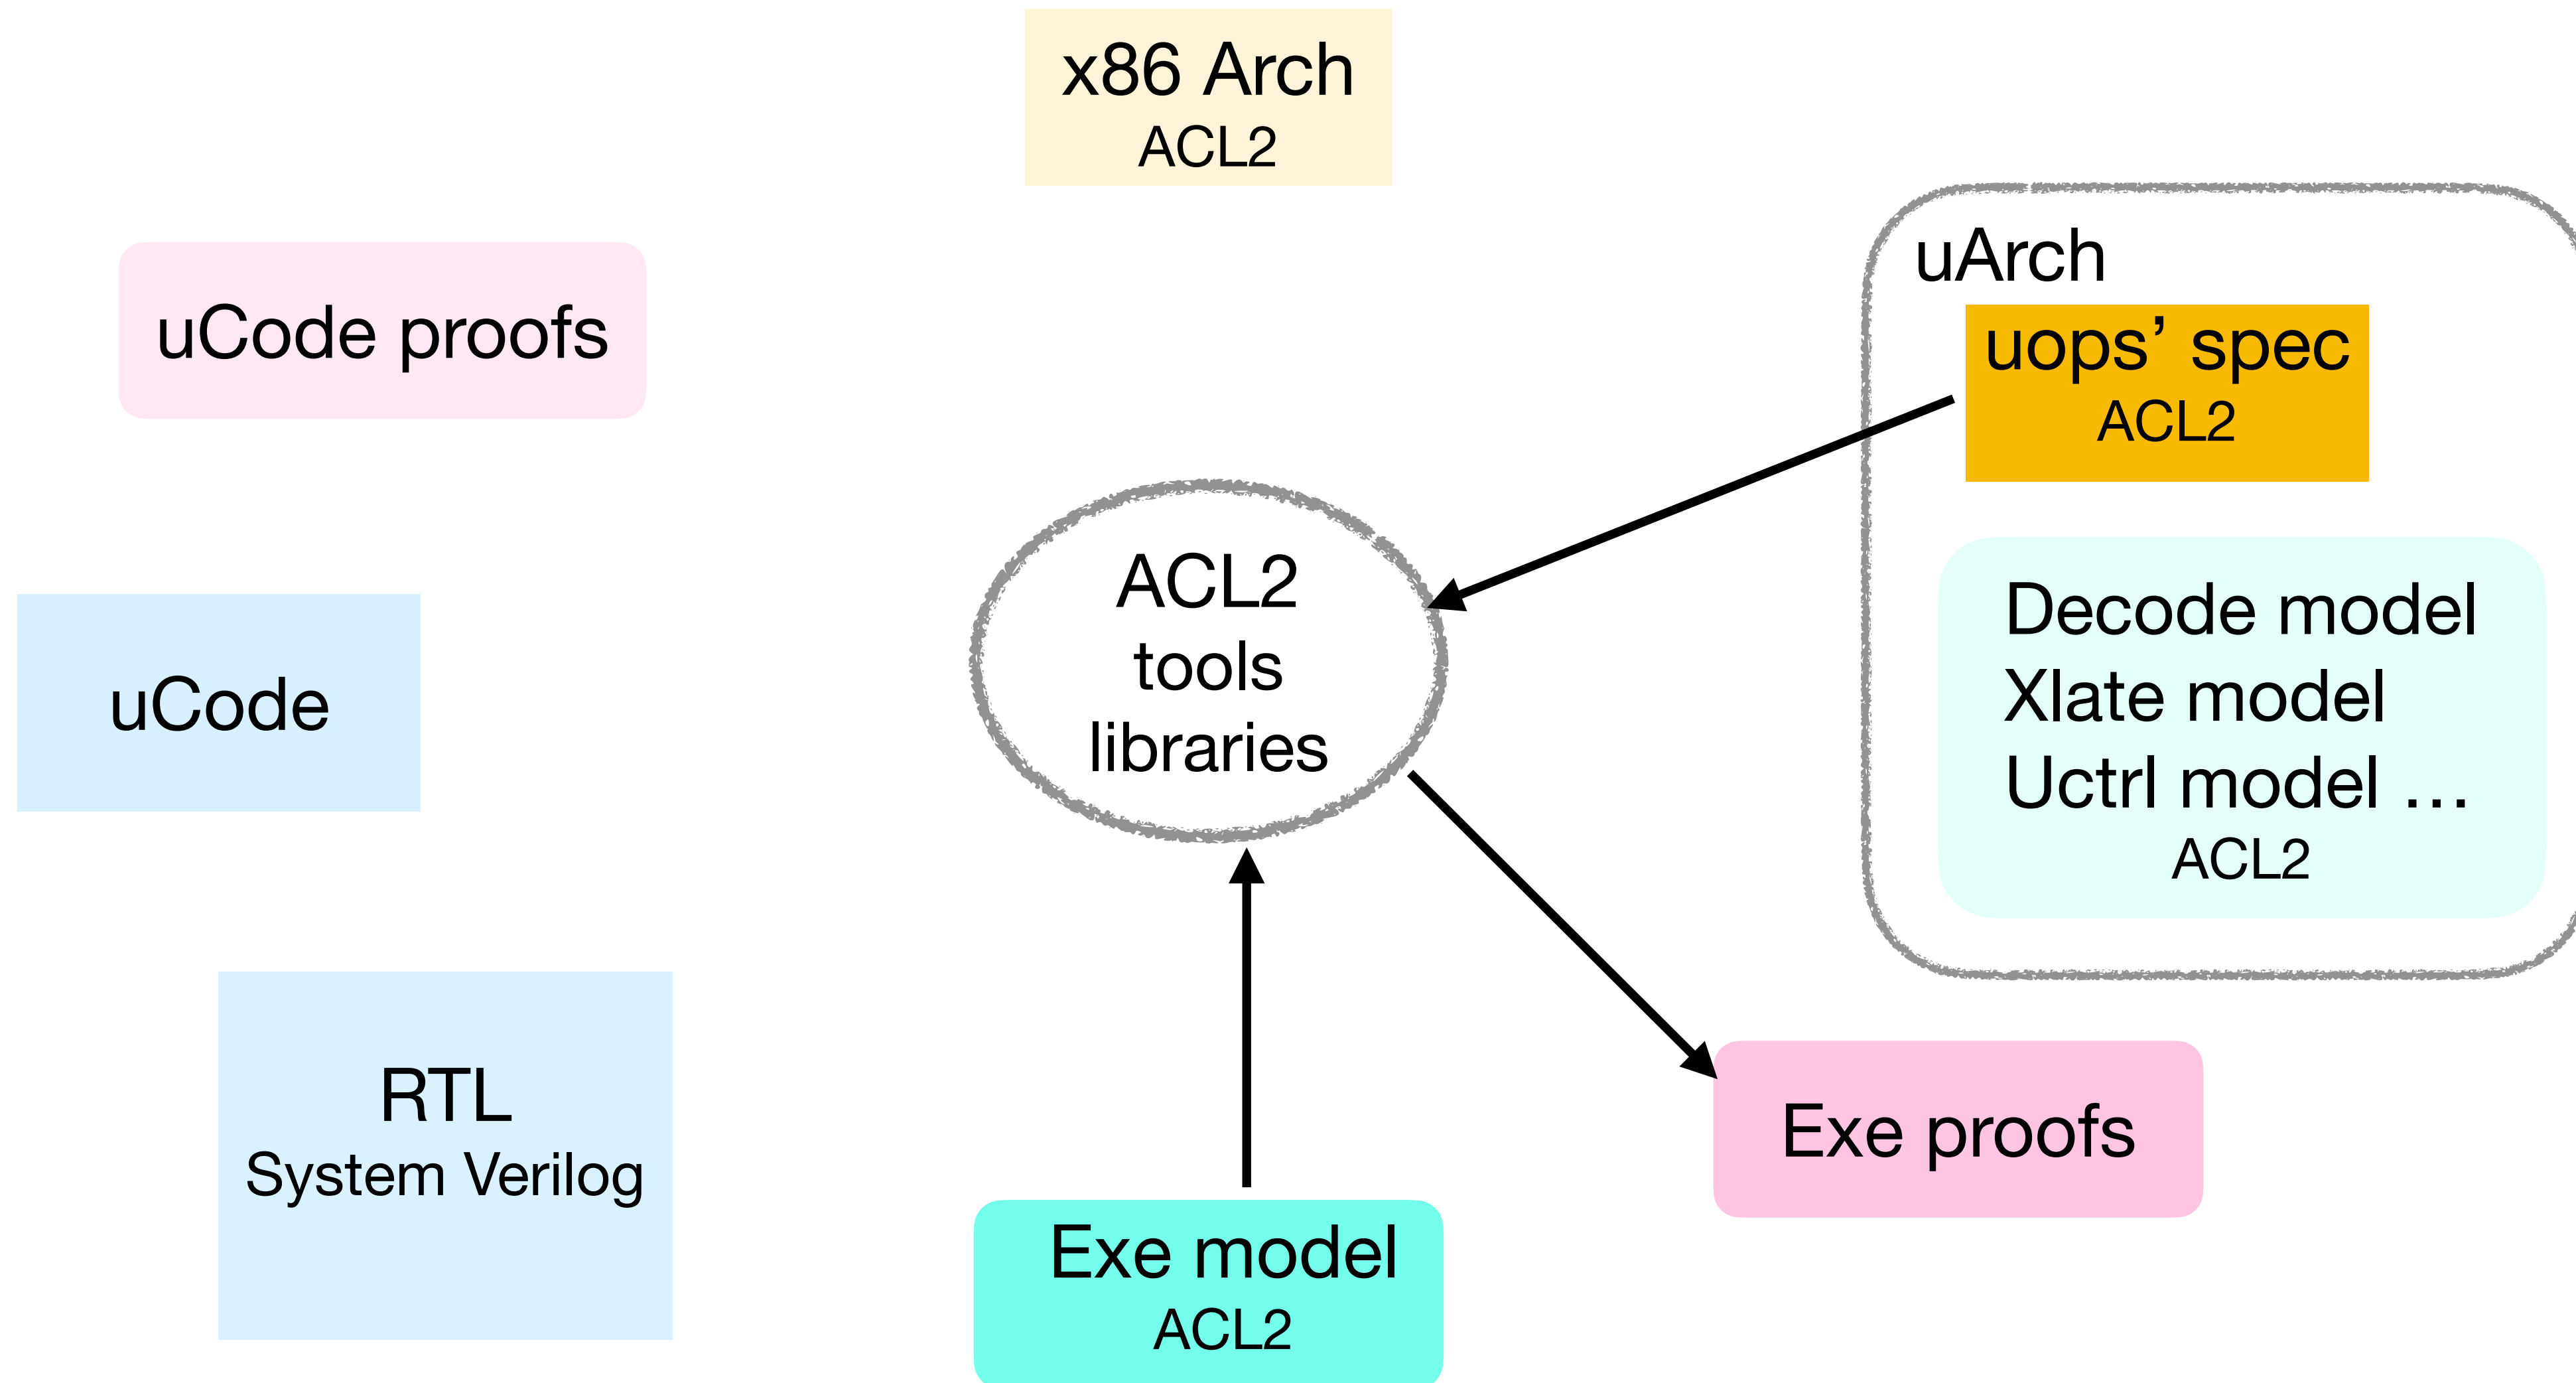 x86 Arch
ACL2
uCode proofs
uArch
uops’ spec
ACL2
ACL2
tools
libraries
Decode model
Xlate model
Uctrl model …
ACL2
uCode
RTL
System Verilog
Exe proofs
Exe model
ACL2